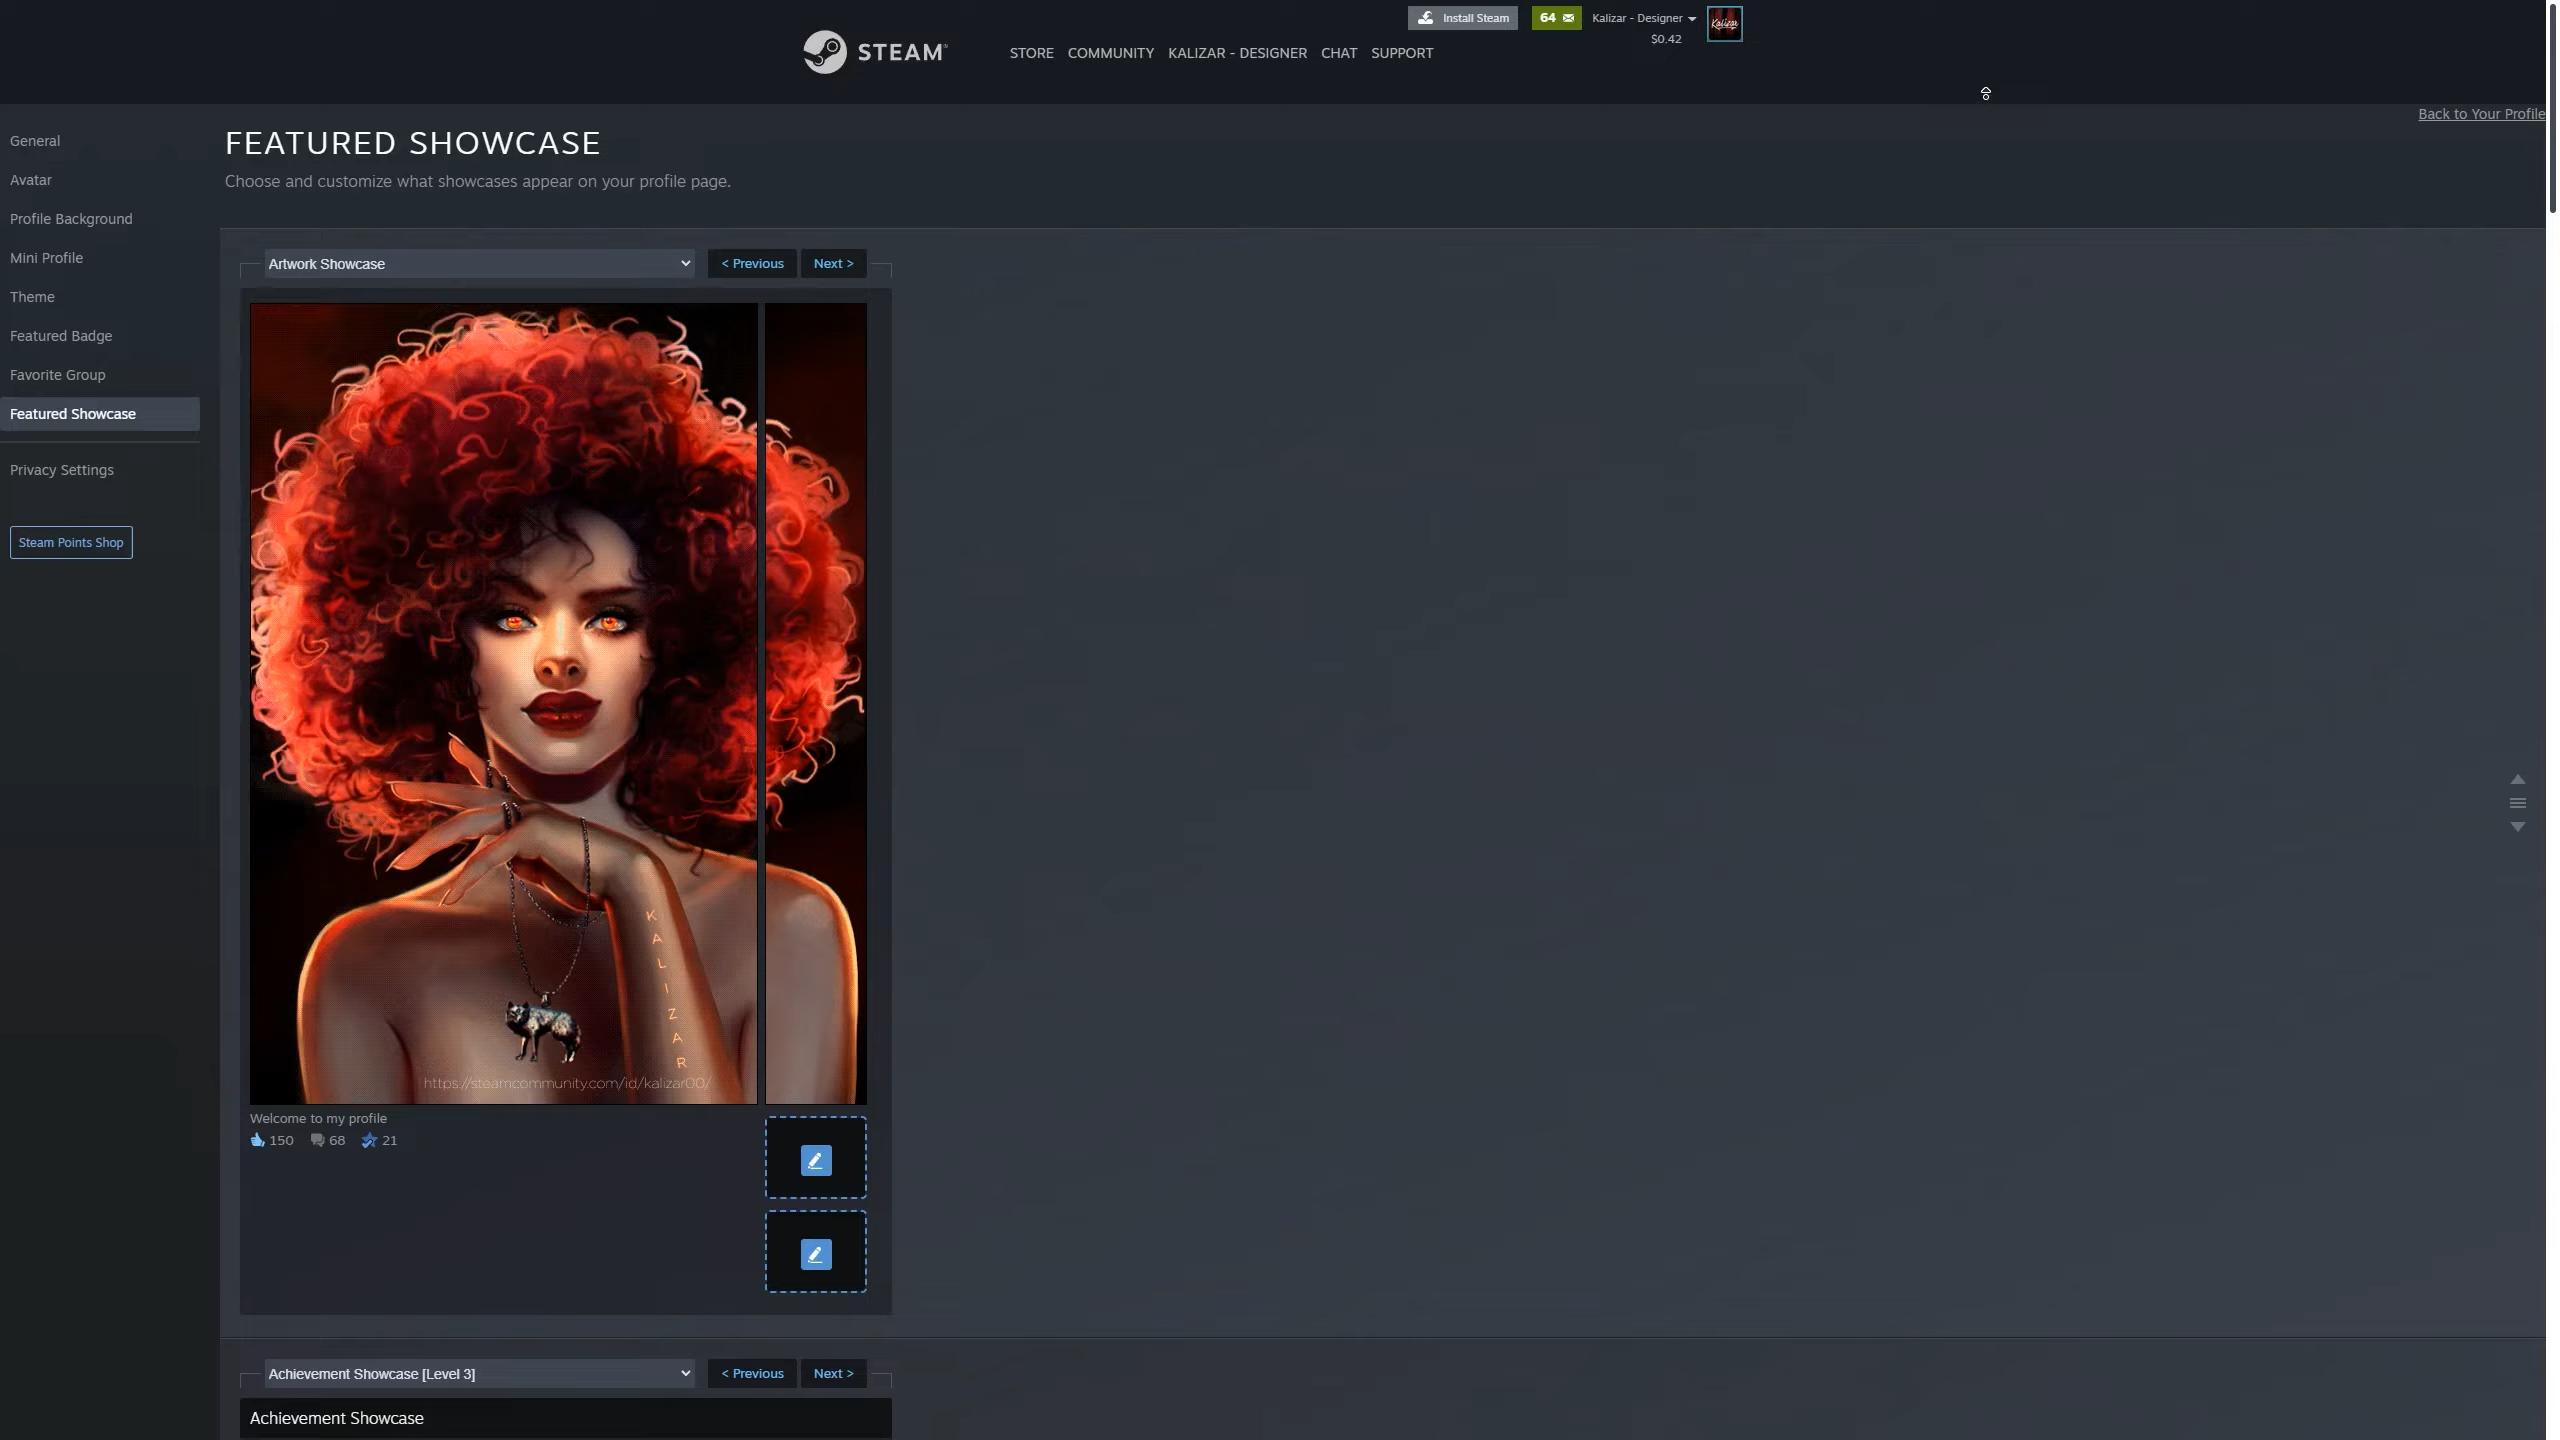 Install Steam
64
Kalizar - Designer
Kalizar
$0.42
STEAM
STORE COMMUNITY KALIZAR - DESIGNER CHAT SUPPORT
Back to Your Profile
General
Avatar
Profile Background
Mini Profile
Theme
Featured Badge
Favorite Group
Featured Showcase
Privacy Settings
Steam Points Shop
FEATURED SHOWCASE
Choose and customize what showcases appear on your profile page.
Artwork Showcase
< Previous
Next >
KALIZAR
https://steamcommunity.com/id/kalizar00/
Welcome to my profile
150 68 21
Achievement Showcase [Level 3]
< Previous
Next >
Achievement Showcase